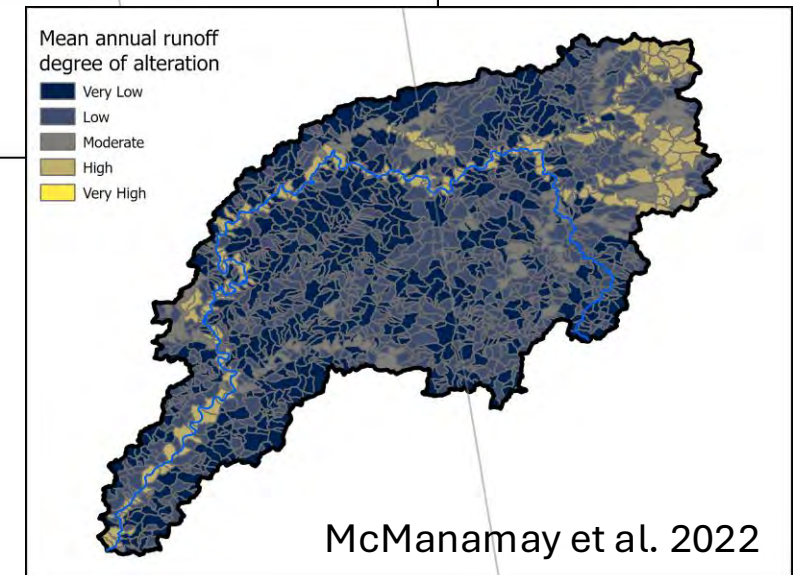 Mean annual runoff
degree of alteration
Very Low
Low
Moderate
High
Very High
McManamay et al. 2022